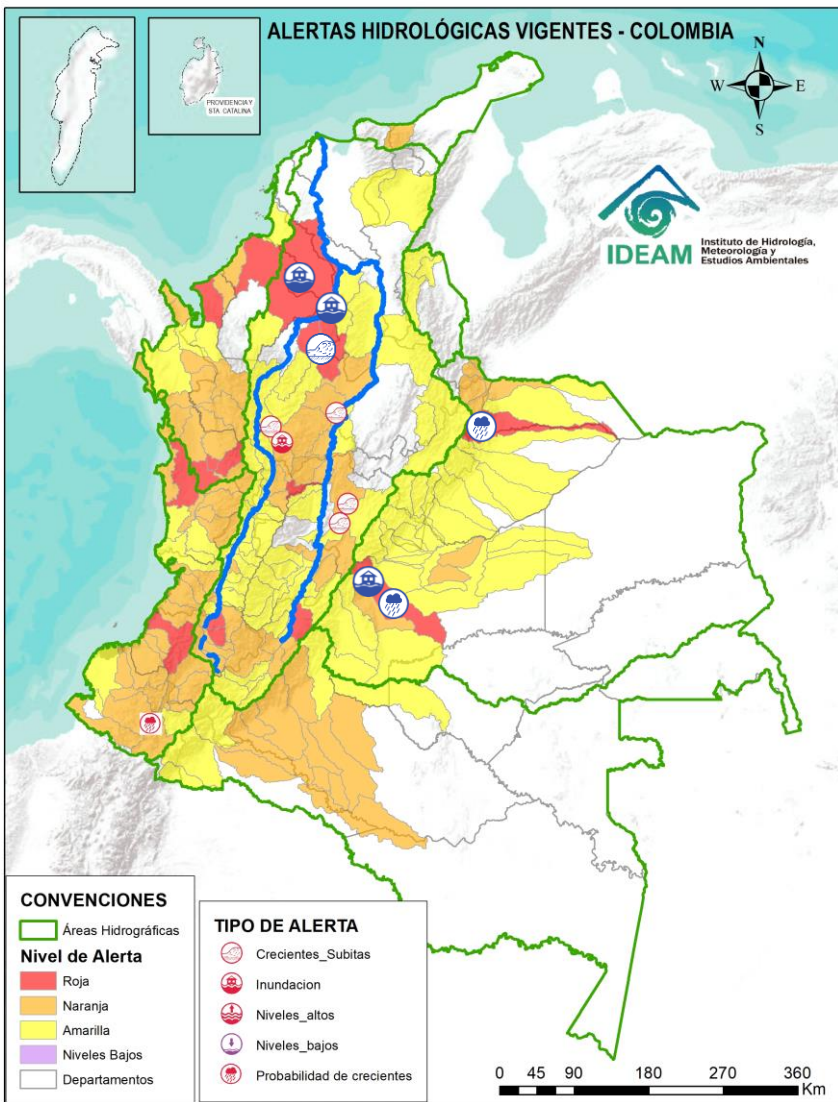 ALERTAS HIDROLÓGICAS VIGENTES - COLOMBIA
PROVIDENCIA Y
STA CATALINA
N
W
E
S
IDEAM
Instituto de Hidrología,
Meteorología y
Estudios Ambientales
CONVENCIONES
Áreas Hidrográficas
Nivel de Alerta
Roja
Naranja
Amarilla
Niveles Bajos
Departamentos
TIPO DE ALERTA
Crecientes_Subitas
Inundacion
Niveles_altos
Niveles_bajos
Probabilidad de crecientes
0 45 90 180 270 360
Km